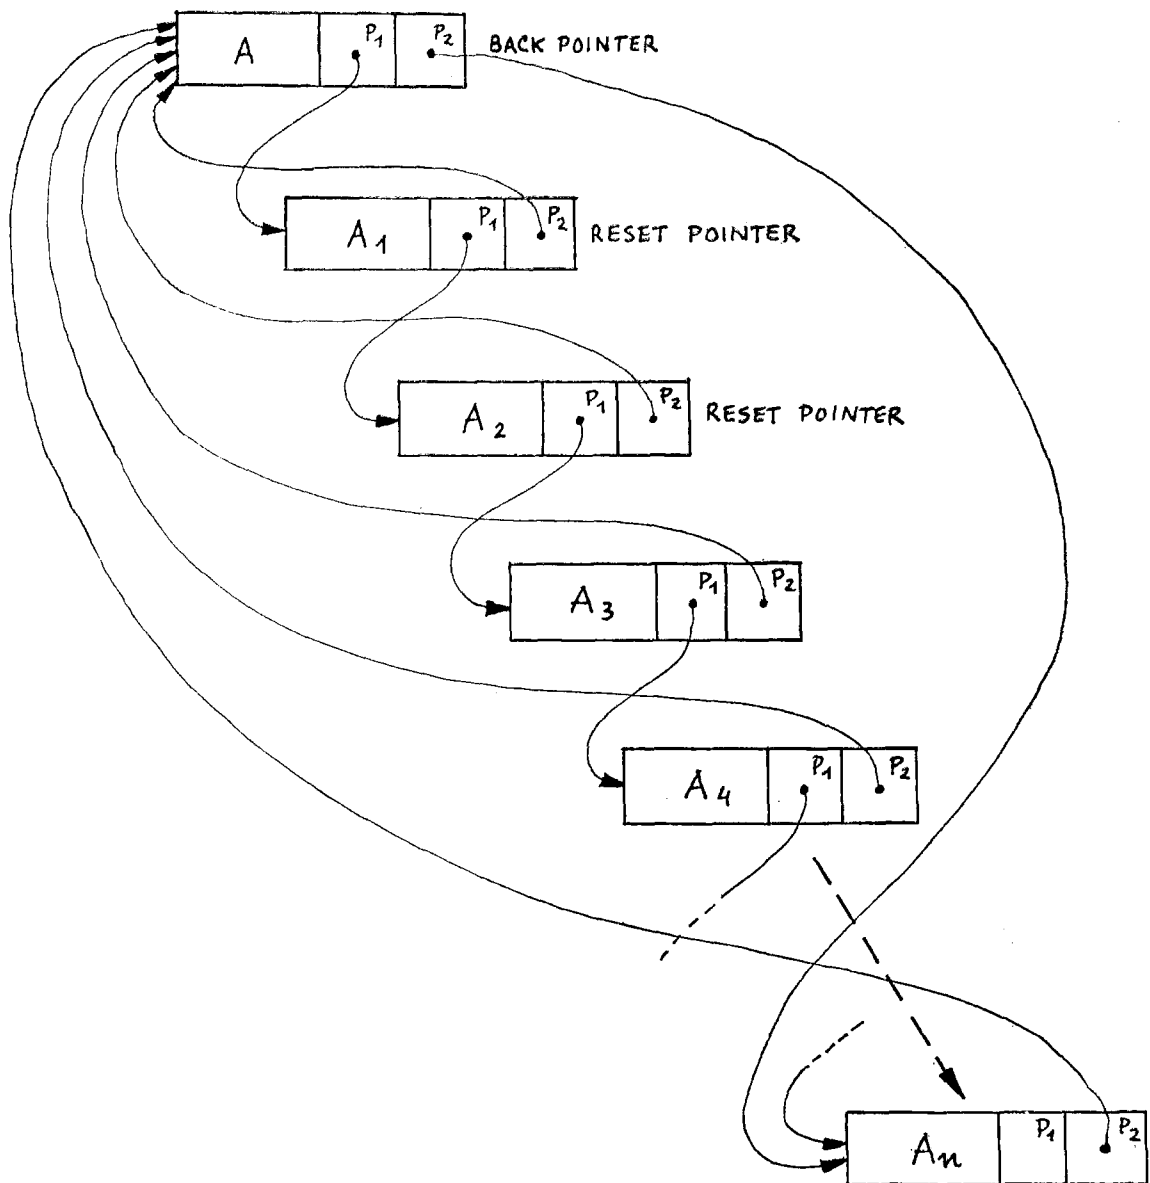 A P₁ P₂ BACK POINTER
A₁ P₁ P₂ RESET POINTER
A₂ P₁ P₂ RESET POINTER
A₃ P₁ P₂
A₄ P₁ P₂
Aₙ P₁ P₂